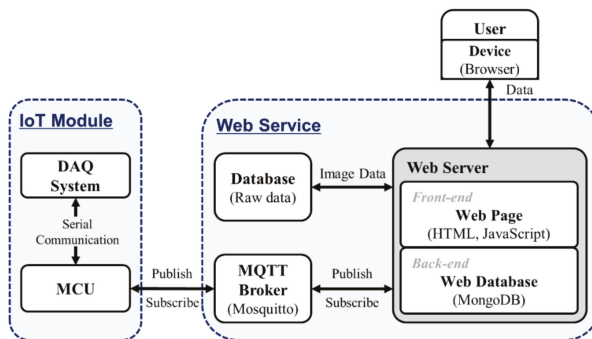 User
Device
(Browser)
Data
IoT Module
DAQ
System
Serial
Communication
MCU
Publish
Subscribe
Web Service
Database
(Raw data)
Image Data
MQTT
Broker
(Mosquitto)
Publish
Subscribe
Web Server
Front-end
Web Page
(HTML, JavaScript)
Back-end
Web Database
(MongoDB)